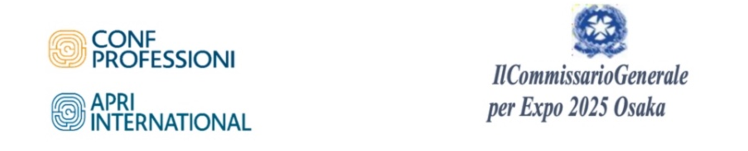 CONF
PROFESSIONI
APRI
INTERNATIONAL
IlCommissarioGenerale
per Expo 2025 Osaka